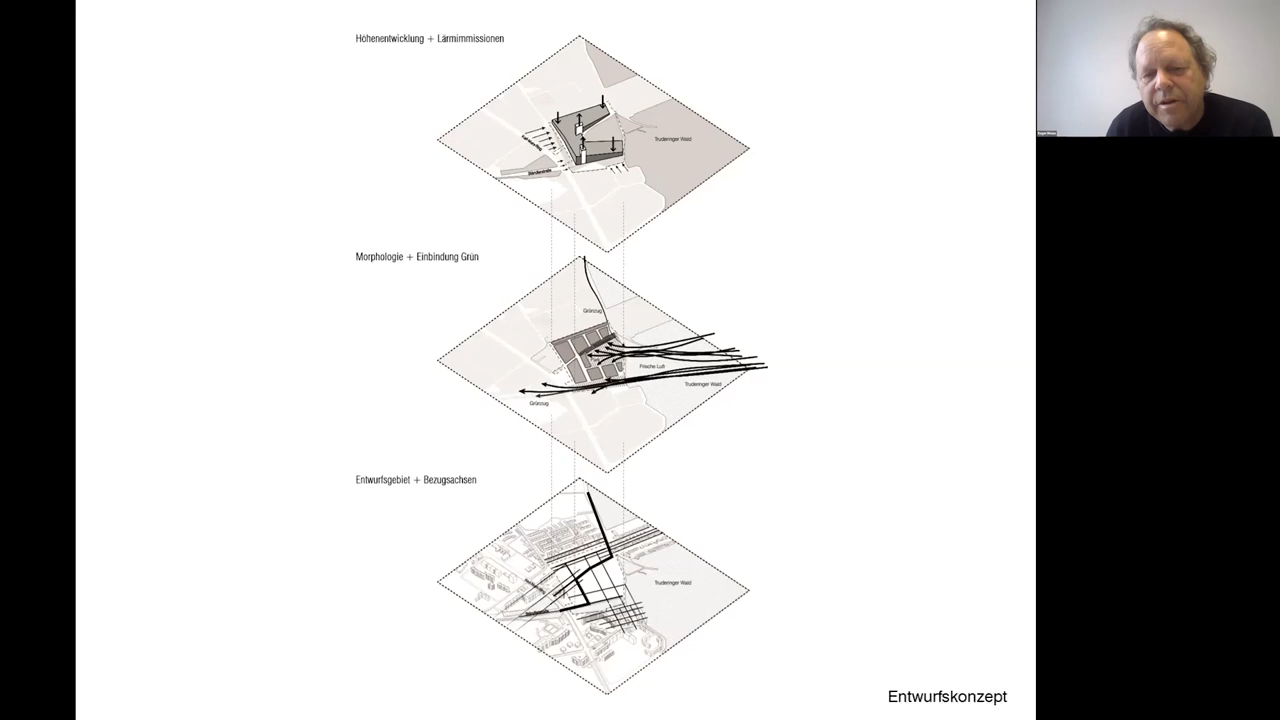 Höhenentwicklung + Lärmimmissionen
Truderinger Wald
Morphologie + Einbindung Grün
Grünzug
Frische Luft
Truderinger Wald
Grünzug
Entwurfsgebiet + Bezugsachsen
Truderinger Wald
Entwurfskonzept